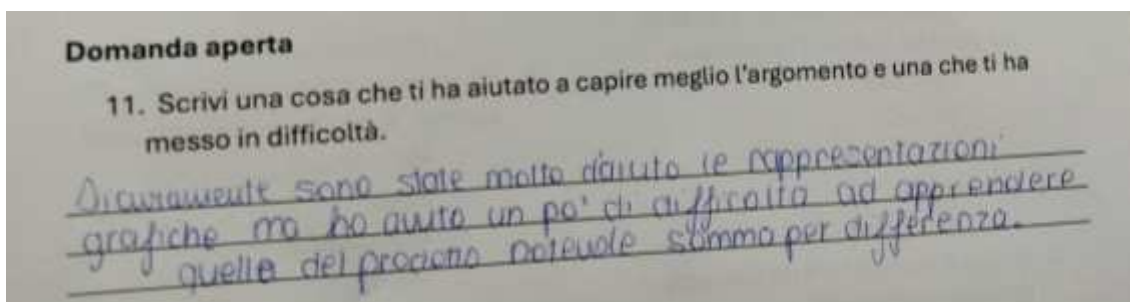 Domanda aperta
11. Scrivi una cosa che ti ha aiutato a capire meglio l'argomento e una che ti ha
messo in difficoltà.
Sicuramente sono state molto d'aiuto le rappresentazioni
grafiche ma ho avuto un po' di difficoltà ad apprendere
quelle del prodotto notevole somma per differenza.